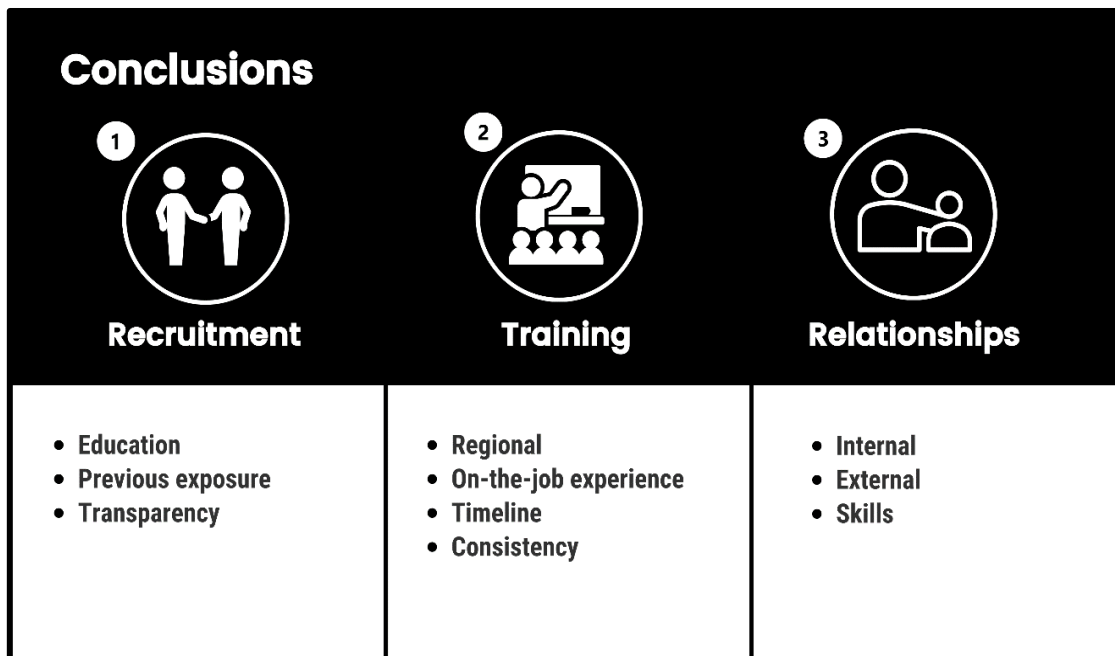 Conclusions
1
Recruitment
• Education
• Previous exposure
• Transparency
2
Training
• Regional
• On-the-job experience
• Timeline
• Consistency
3
Relationships
• Internal
• External
• Skills